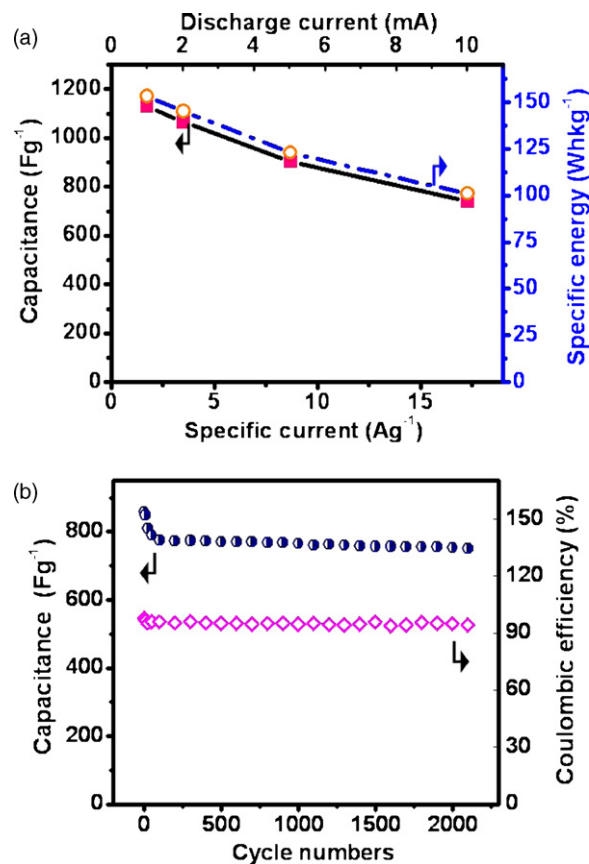 (a)
Discharge current (mA)
0 2 4 6 8 10
Capacitance (Fg-1)
1200
1000
800
600
400
200
0
150
125
100
75
50
25
0
Specific energy (Whkg-1)
0 5 10 15
Specific current (Ag-1)
(b)
Capacitance (Fg-1)
800
600
400
200
0
150
120
90
60
30
0
Coulombic efficiency (%)
0 500 1000 1500 2000
Cycle numbers